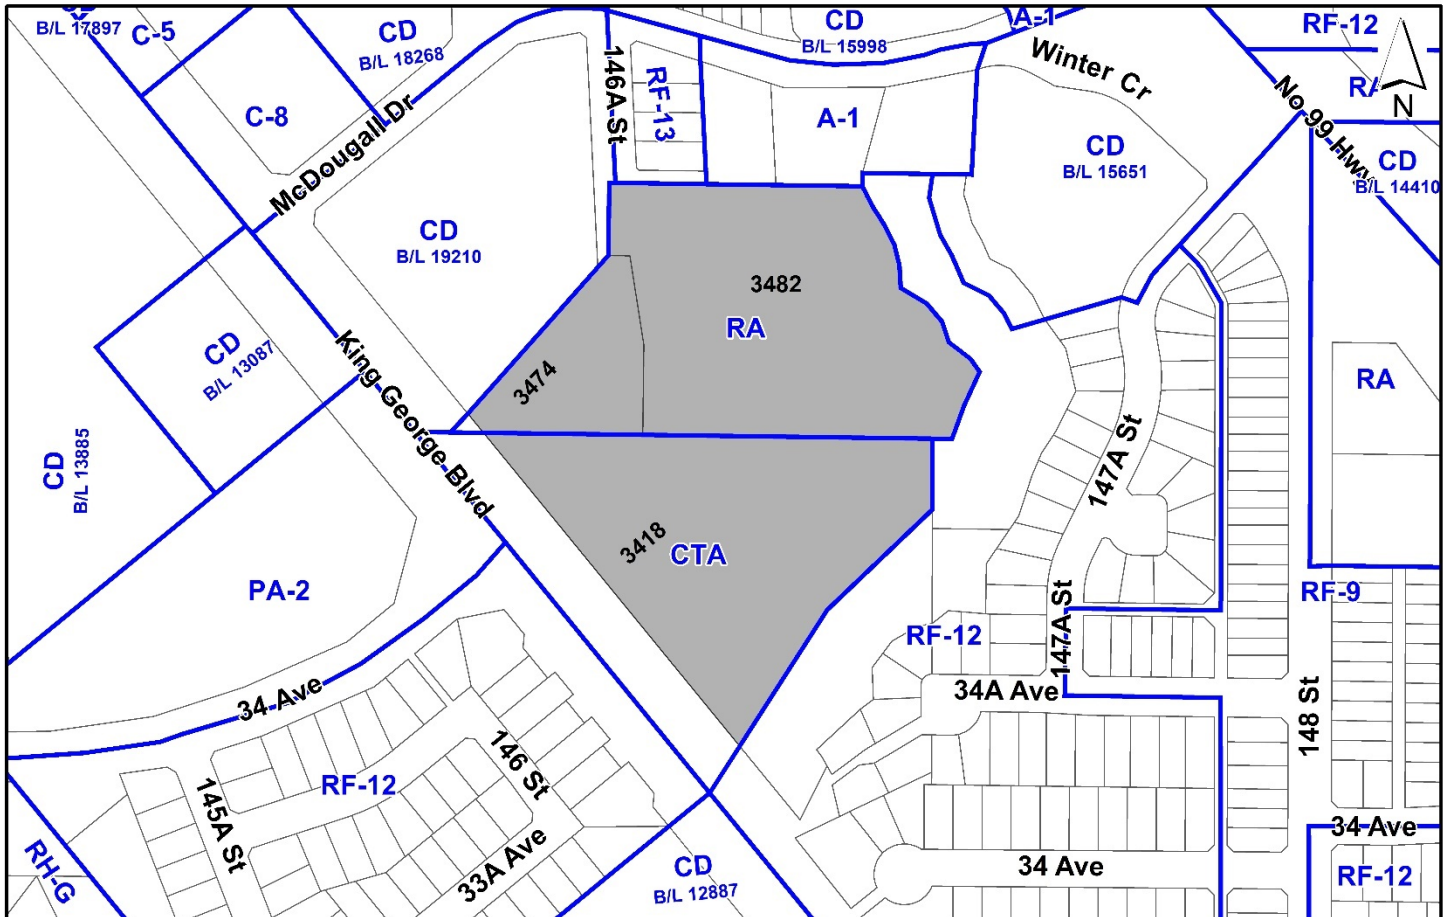 CD
B/L 17897
C-5
CD
B/L 18268
CD
B/L 15998
A-1
RF-12
Winter Cr
C-8
146A St
RF-13
A-1
RA
N
No 99 Hwy
McDougall Dr
CD
B/L 15651
CD
B/L 14410
CD
B/L 19210
3482
RA
CD
B/L 13087
King George Blvd
3474
RA
CD
B/L 13885
147A St
3418
CTA
PA-2
RF-9
147A St
RF-12
34A Ave
34 Ave
148 St
146 St
RF-12
145A St
34 Ave
RH-G
33A Ave
CD
B/L 12887
34 Ave
RF-12